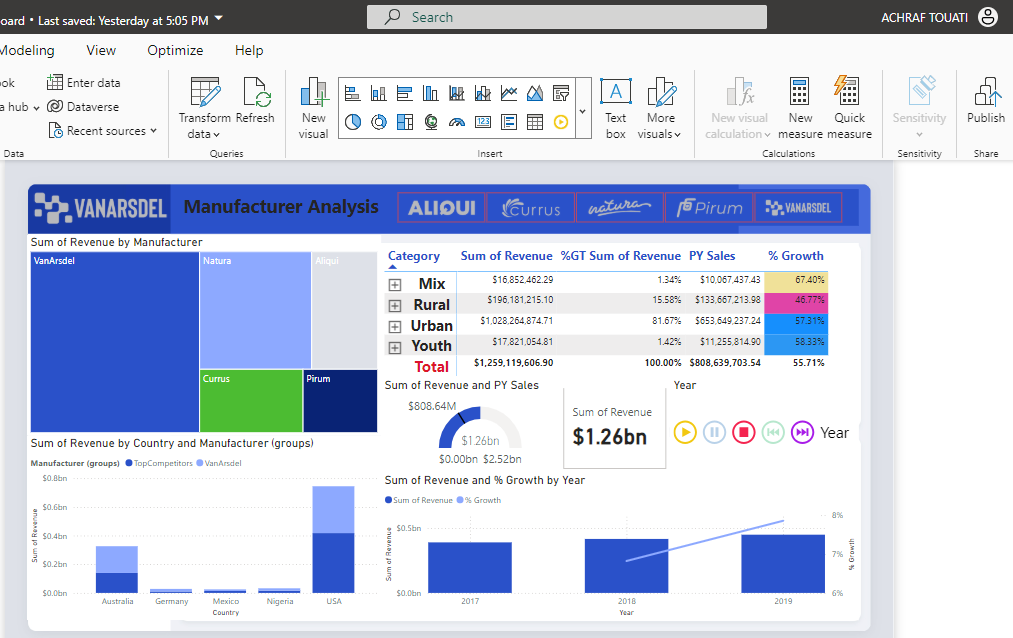 oard • Last saved: Yesterday at 5:05 PM
Search
ACHRAF TOUATI
Modeling View Optimize Help
ook
a hub
Data
Enter data
Dataverse
Recent sources
Transform data
Refresh
Queries
New visual
Insert
Text box
More visuals
New visual calculation
New measure
Quick measure
Calculations
Sensitivity
Sensitivity
Publish
Share
VANARSDEL
Manufacturer Analysis
ALIQUI
Currus
natura
Pirum
VANARSDEL
Sum of Revenue by Manufacturer
VanArsdel
Natura
Aliqui
Currus
Pirum
Category Sum of Revenue %GT Sum of Revenue PY Sales % Growth
Mix $16,852,462.29 1.34% $10,067,437.43 67.40%
Rural $196,181,215.10 15.58% $133,667,213.98 46.77%
Urban $1,028,264,874.71 81.67% $653,649,237.24 57.31%
Youth $17,821,054.81 1.42% $11,255,814.90 58.33%
Total $1,259,119,606.90 100.00% $808,639,703.54 55.71%
Sum of Revenue and PY Sales
$808.64M
$1.26bn
$0.00bn $2.52bn
Sum of Revenue
$1.26bn
Year
Year
Sum of Revenue by Country and Manufacturer (groups)
Manufacturer (groups) TopCompetitors VanArsdel
Sum of Revenue
$0.8bn
$0.6bn
$0.4bn
$0.2bn
$0.0bn
Australia Germany Mexico Nigeria USA
Country
Sum of Revenue and % Growth by Year
Sum of Revenue % Growth
Sum of Revenue
$0.5bn
$0.0bn
8%
7%
6%
% Growth
2017 2018 2019
Year